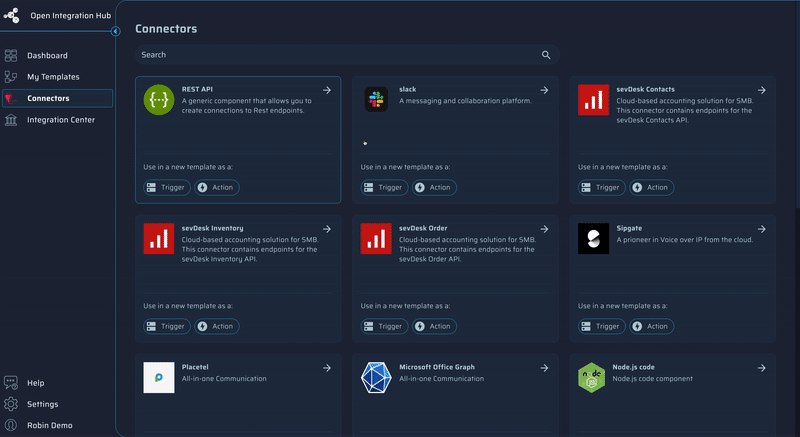 Open Integration Hub
Dashboard
My Templates
Connectors
Integration Center
Help
Settings
Robin Demo
Connectors
Search
REST API
A generic component that allows you to
create connections to Rest endpoints.
Use in a new template as a:
Trigger
Action
slack
A messaging and collaboration platform.
Use in a new template as a:
Trigger
Action
sevDesk Contacts
Cloud-based accounting solution for SMB.
This connector contains endpoints for the
sevDesk Contacts API.
Use in a new template as a:
Trigger
Action
sevDesk Inventory
Cloud-based accounting solution for SMB.
This connector contains endpoints for the
sevDesk Inventory API.
Use in a new template as a:
Trigger
Action
sevDesk Order
Cloud-based accounting solution for SMB.
This connector contains endpoints for the
sevDesk Order API.
Use in a new template as a:
Trigger
Action
Sipgate
A prioneer in Voice over IP from the cloud.
Use in a new template as a:
Trigger
Action
Placetel
All-in-one Communication
Microsoft Office Graph
All-in-one Communication
node
Node.js code
Node.js code component